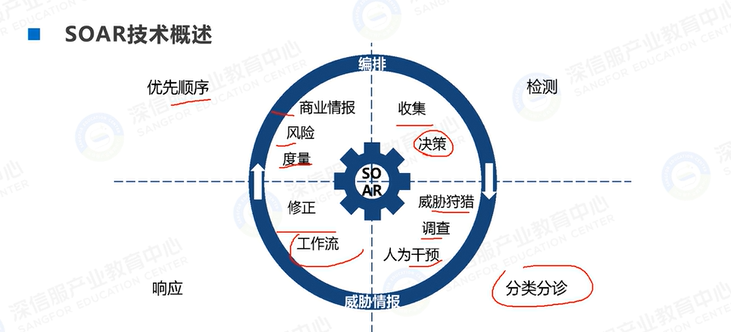 SOAR技术概述
编排
优先顺序
检测
商业情报
收集
风险
决策
度量
SO
AR
修正
威胁狩猎
工作流
调查
人为干预
响应
分类分诊
威胁情报
深信服产业教育中心
SANGFOR EDUCATION CENTER